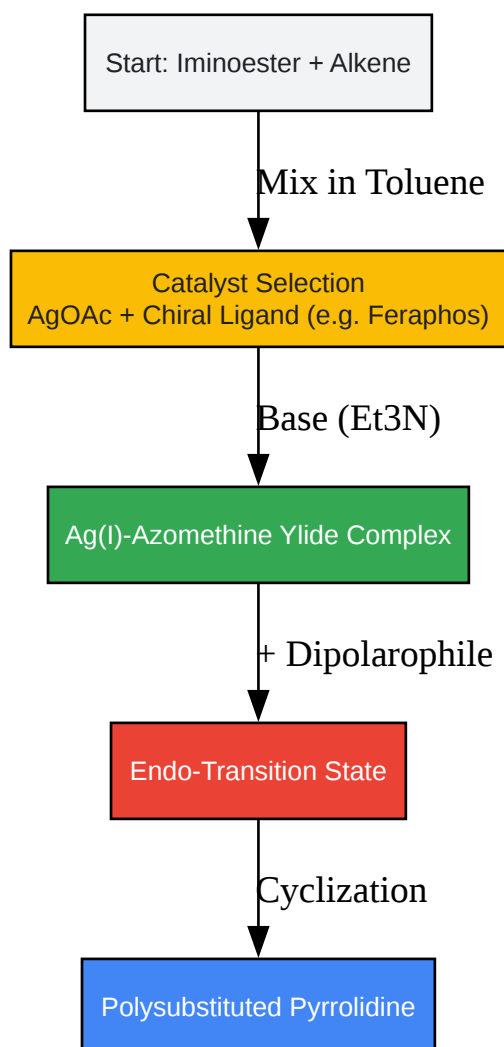 Start: Iminoester + Alkene
Mix in Toluene
Catalyst Selection
AgOAc + Chiral Ligand (e.g. Feraphos)
Base (Et3N)
Ag(I)-Azomethine Ylide Complex
+ Dipolarophile
Endo-Transition State
Cyclization
Polysubstituted Pyrrolidine